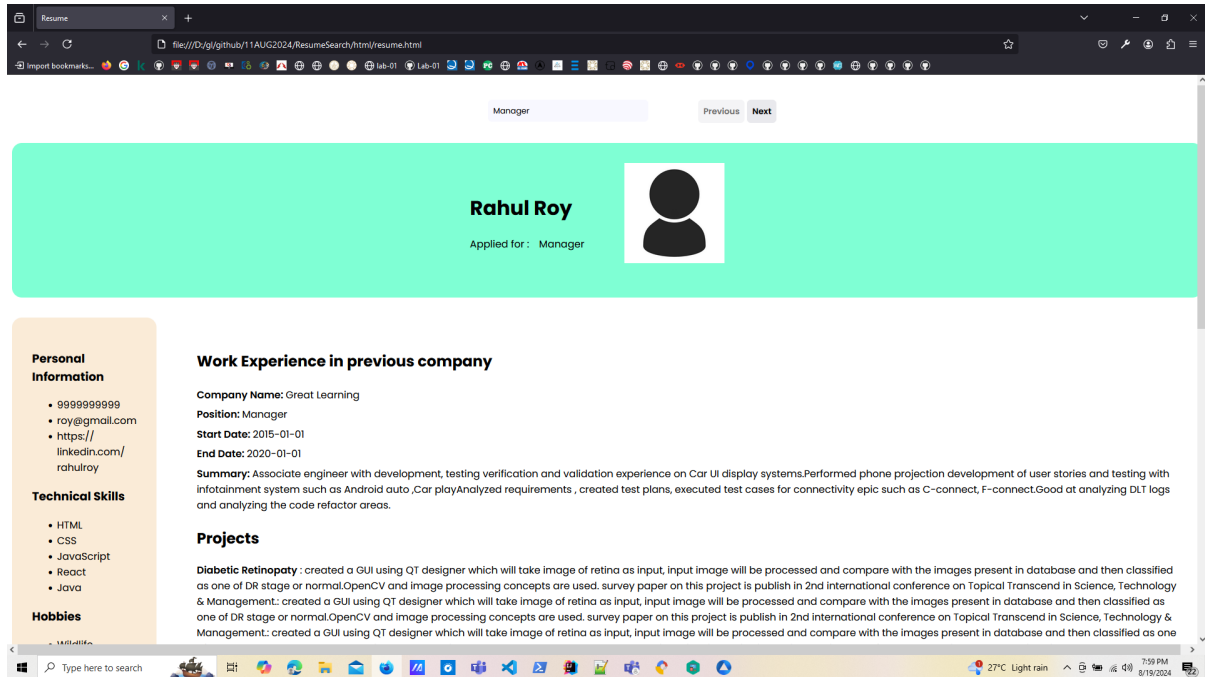 Resume
file:///D:/gl/github/11AUG2024/ResumeSearch/html/resume.html
Import bookmarks...
lab-01
Lab-01
Manager
Previous
Next
Rahul Roy
Applied for : Manager
Personal
Information
9999999999
roy@gmail.com
https://
linkedin.com/
rahulroy
Technical Skills
HTML
CSS
JavaScript
React
Java
Hobbies
Wildlife
Work Experience in previous company
Company Name: Great Learning
Position: Manager
Start Date: 2015-01-01
End Date: 2020-01-01
Summary: Associate engineer with development, testing verification and validation experience on Car UI display systems.Performed phone projection development of user stories and testing with
infotainment system such as Android auto ,Car playAnalyzed requirements , created test plans, executed test cases for connectivity epic such as C-connect, F-connect.Good at analyzing DLT logs
and analyzing the code refactor areas.
Projects
Diabetic Retinopaty : created a GUI using QT designer which will take image of retina as input, input image will be processed and compare with the images present in database and then classified
as one of DR stage or normal.OpenCV and image processing concepts are used. survey paper on this project is publish in 2nd international conference on Topical Transcend in Science, Technology
& Management.: created a GUI using QT designer which will take image of retina as input, input image will be processed and compare with the images present in database and then classified as
one of DR stage or normal.OpenCV and image processing concepts are used. survey paper on this project is publish in 2nd international conference on Topical Transcend in Science, Technology &
Management.: created a GUI using QT designer which will take image of retina as input, input image will be processed and compare with the images present in database and then classified as one
Type here to search
27°C Light rain
7:59 PM
8/19/2024
22